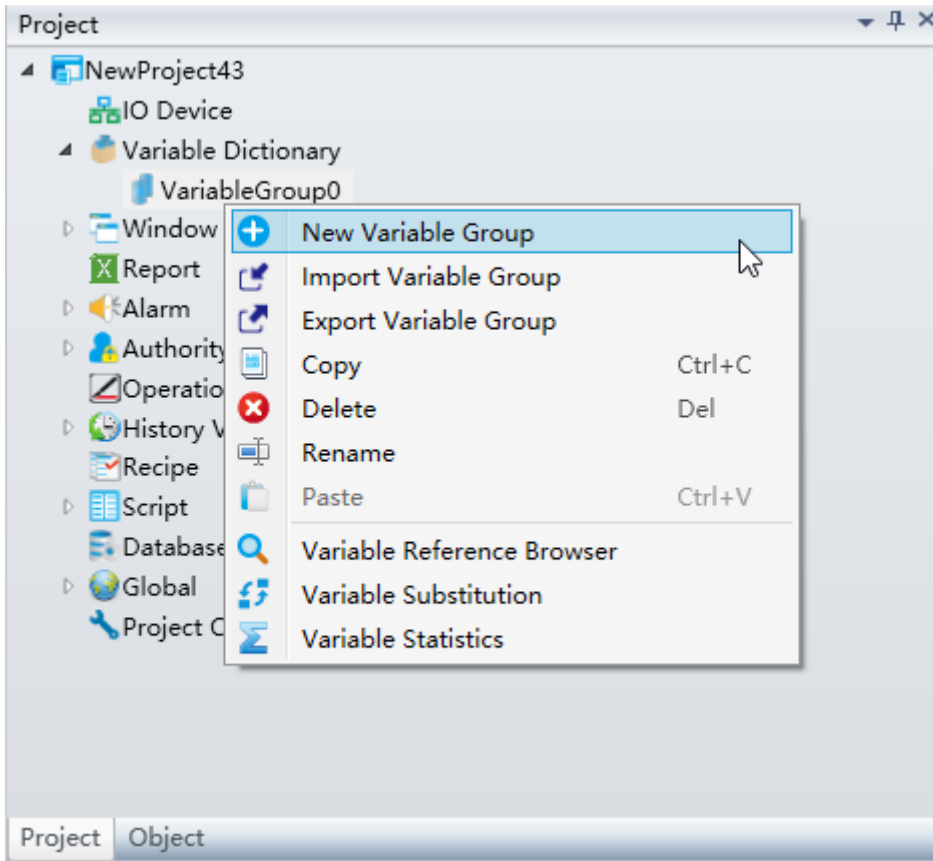 Project
NewProject43
IO Device
Variable Dictionary
VariableGroup0
Window
Report
Alarm
Authority
Operatio
History V
Recipe
Script
Database
Global
Project C
New Variable Group
Import Variable Group
Export Variable Group
Copy Ctrl+C
Delete Del
Rename
Paste Ctrl+V
Variable Reference Browser
Variable Substitution
Variable Statistics
Project Object